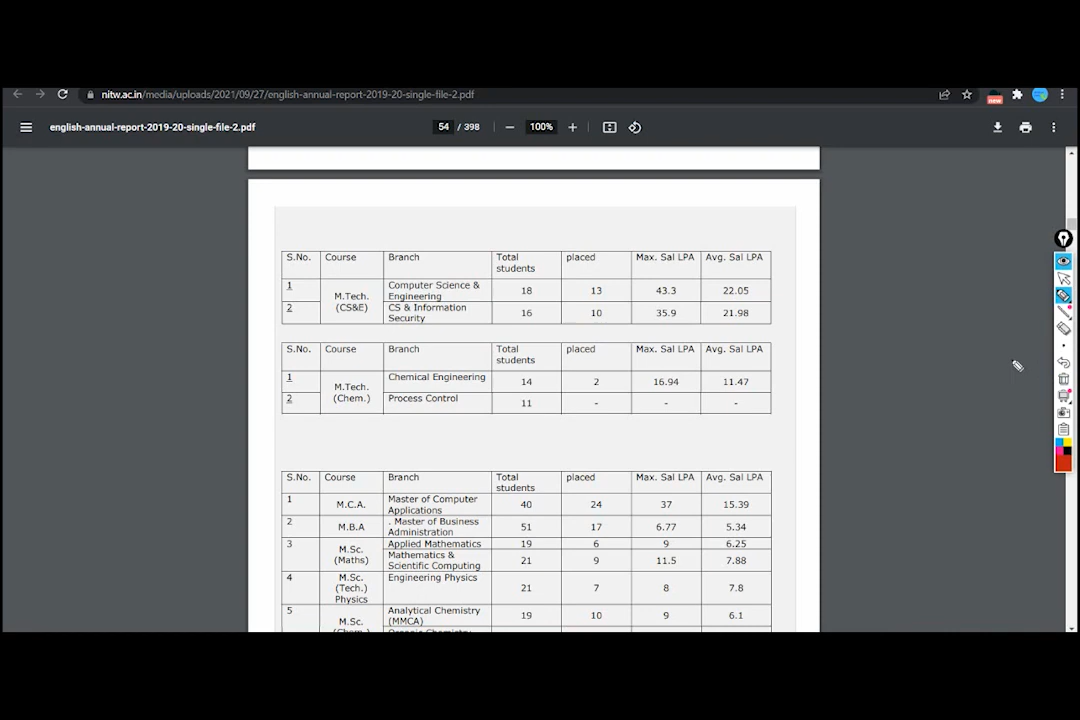 nitw.ac.in/media/uploads/2021/09/27/english-annual-report-2019-20-single-file-2.pdf
new
english-annual-report-2019-20-single-file-2.pdf 54 / 398 100%
S.No. Course Branch Total students placed Max. Sal LPA Avg. Sal LPA
1 M.Tech. (CS&E) Computer Science & Engineering 18 13 43.3 22.05
2 CS & Information Security 16 10 35.9 21.98
S.No. Course Branch Total students placed Max. Sal LPA Avg. Sal LPA
1 M.Tech. (Chem.) Chemical Engineering 14 2 16.94 11.47
2 Process Control 11 - - -
S.No. Course Branch Total students placed Max. Sal LPA Avg. Sal LPA
1 M.C.A. Master of Computer Applications 40 24 37 15.39
2 M.B.A . Master of Business Administration 51 17 6.77 5.34
3 M.Sc. (Maths) Applied Mathematics 19 6 9 6.25
Mathematics & Scientific Computing 21 9 11.5 7.88
4 M.Sc. (Tech.) Physics Engineering Physics 21 7 8 7.8
5 M.Sc. Analytical Chemistry (MMCA) 19 10 9 6.1